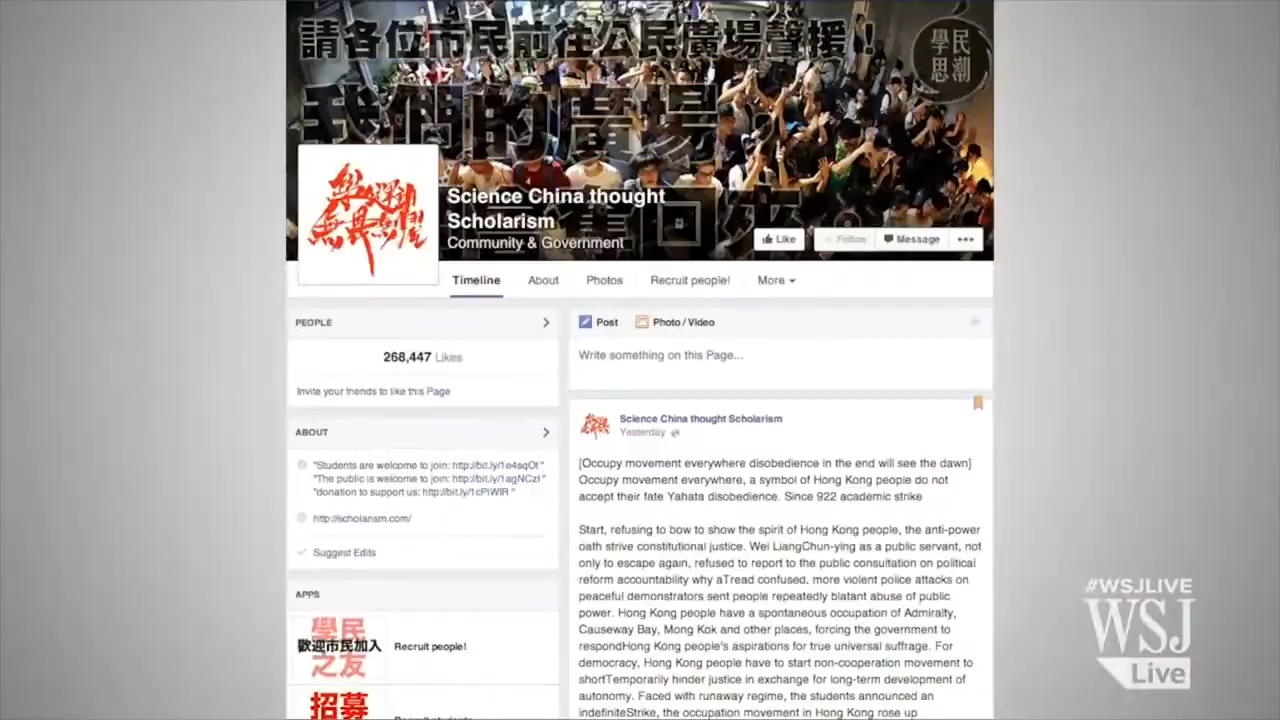 請各位市民前往公民廣場聲援！
學民
思潮
我們的廣場。
Science China thought
Scholarism
Community & Government
Like
Follow
Message
Timeline
About
Photos
Recruit people!
More
PEOPLE
268,447 Likes
Invite your friends to like this Page
ABOUT
"Students are welcome to join: http://bit.ly/1e4sqOt"
"The public is welcome to join: http://bit.ly/1agNCzI"
"donation to support us: http://bit.ly/1cPiWlR"
http://scholarism.com/
Suggest Edits
APPS
學民
歡迎市民加入
之友
Recruit people!
招募
Recruit students
Post
Photo / Video
Write something on this Page...
Science China thought Scholarism
Yesterday
[Occupy movement everywhere disobedience in the end will see the dawn]
Occupy movement everywhere, a symbol of Hong Kong people do not
accept their fate Yahata disobedience. Since 922 academic strike
Start, refusing to bow to show the spirit of Hong Kong people, the anti-power
oath strive constitutional justice. Wei LiangChun-ying as a public servant, not
only to escape again, refused to report to the public consultation on political
reform accountability why aTread confused, more violent police attacks on
peaceful demonstrators sent people repeatedly blatant abuse of public
power. Hong Kong people have a spontaneous occupation of Admiralty,
Causeway Bay, Mong Kok and other places, forcing the government to
respondHong Kong people's aspirations for true universal suffrage. For
democracy, Hong Kong people have to start non-cooperation movement to
shortTemporarily hinder justice in exchange for long-term development of
autonomy. Faced with runaway regime, the students announced an
indefiniteStrike, the occupation movement in Hong Kong rose up
#WSJLIVE
WSJ
Live